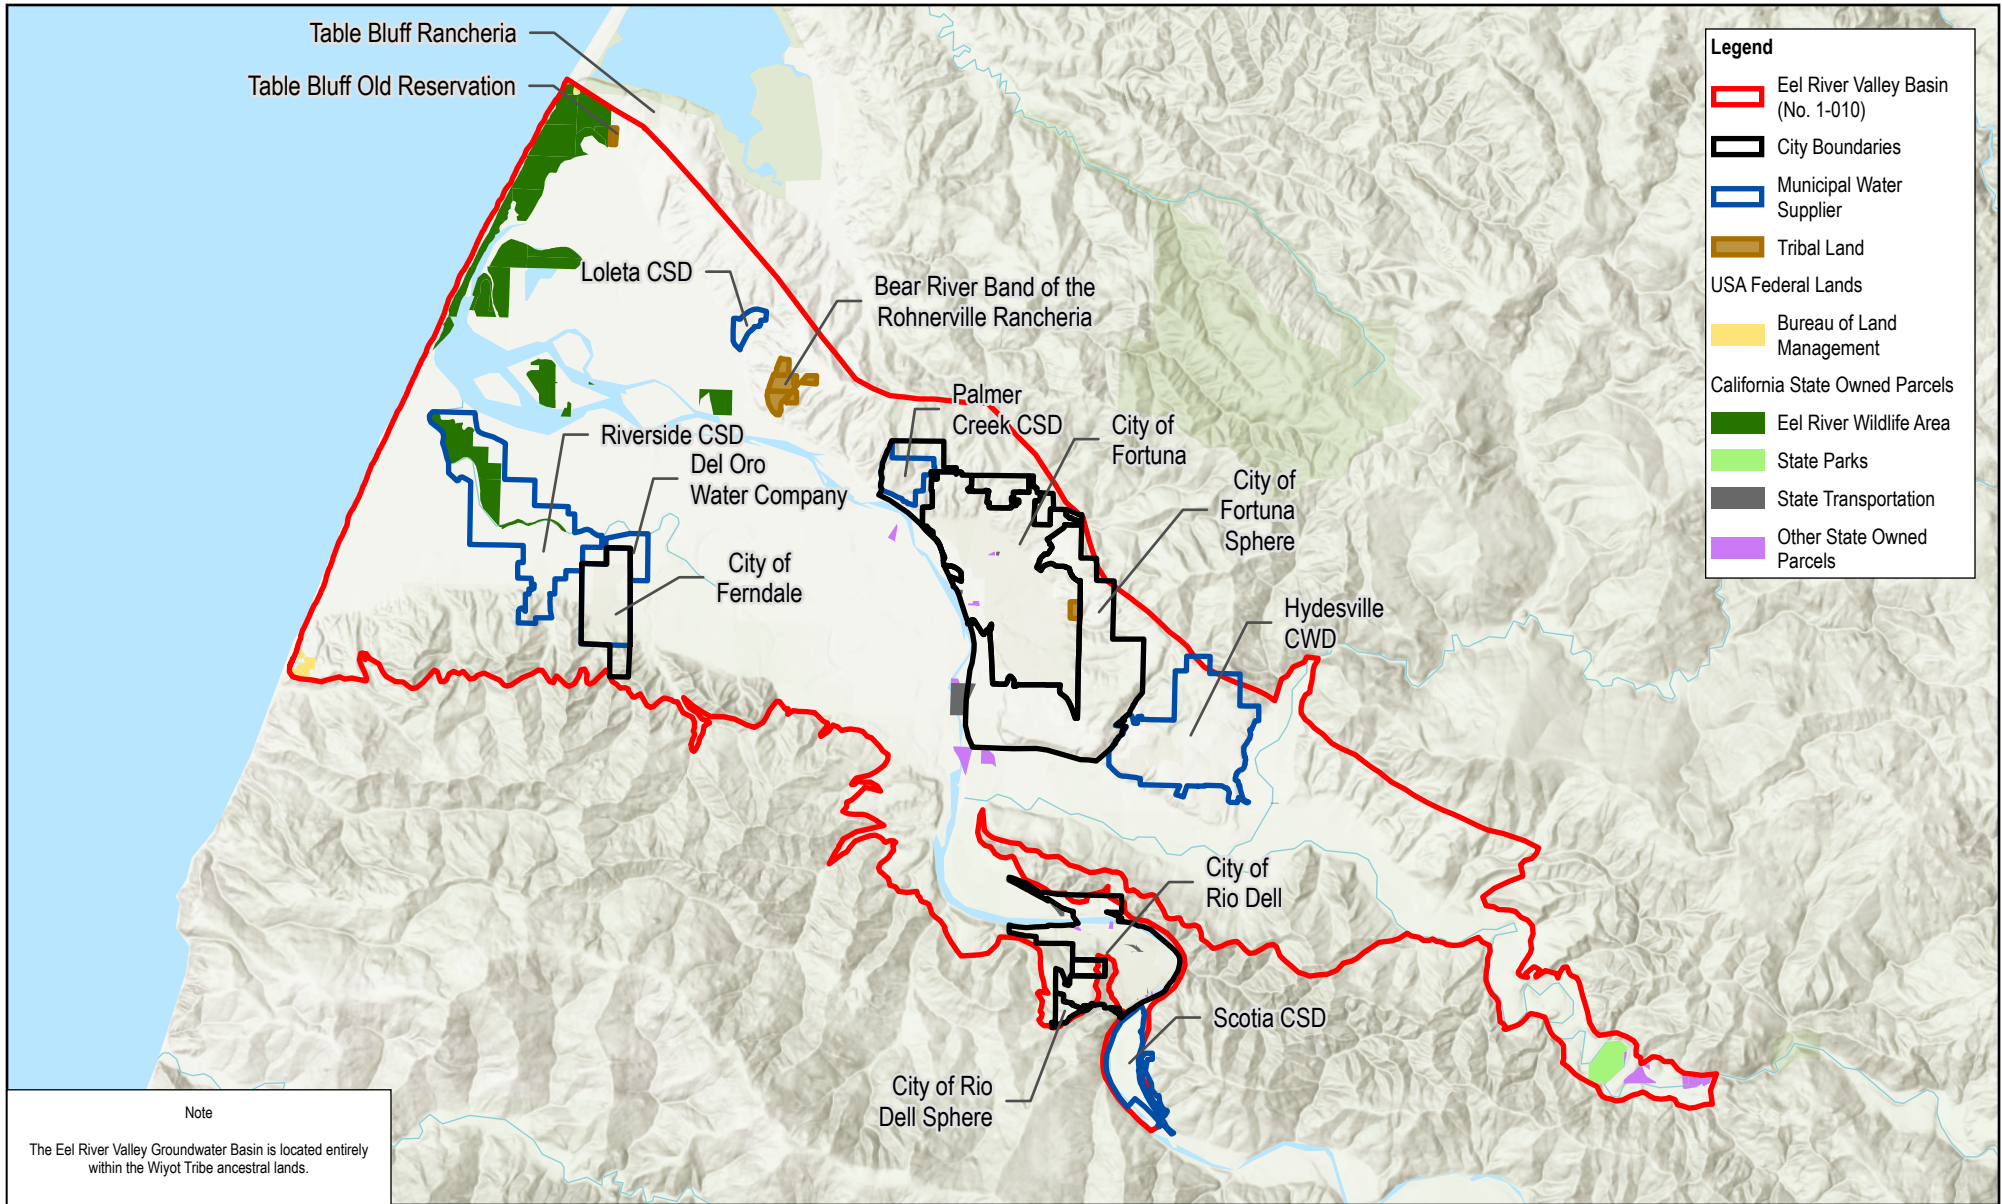 Table Bluff Rancheria
Table Bluff Old Reservation
Loleta CSD
Bear River Band of the
Rohnerville Rancheria
Palmer
Creek CSD
City of
Fortuna
Riverside CSD
Del Oro
Water Company
City of
Fortuna
Sphere
City of
Ferndale
Hydesville
CWD
City of
Rio Dell
Scotia CSD
City of Rio
Dell Sphere
Legend
Eel River Valley Basin
(No. 1-010)
City Boundaries
Municipal Water
Supplier
Tribal Land
USA Federal Lands
Bureau of Land
Management
California State Owned Parcels
Eel River Wildlife Area
State Parks
State Transportation
Other State Owned
Parcels
Note
The Eel River Valley Groundwater Basin is located entirely
within the Wiyot Tribe ancestral lands.